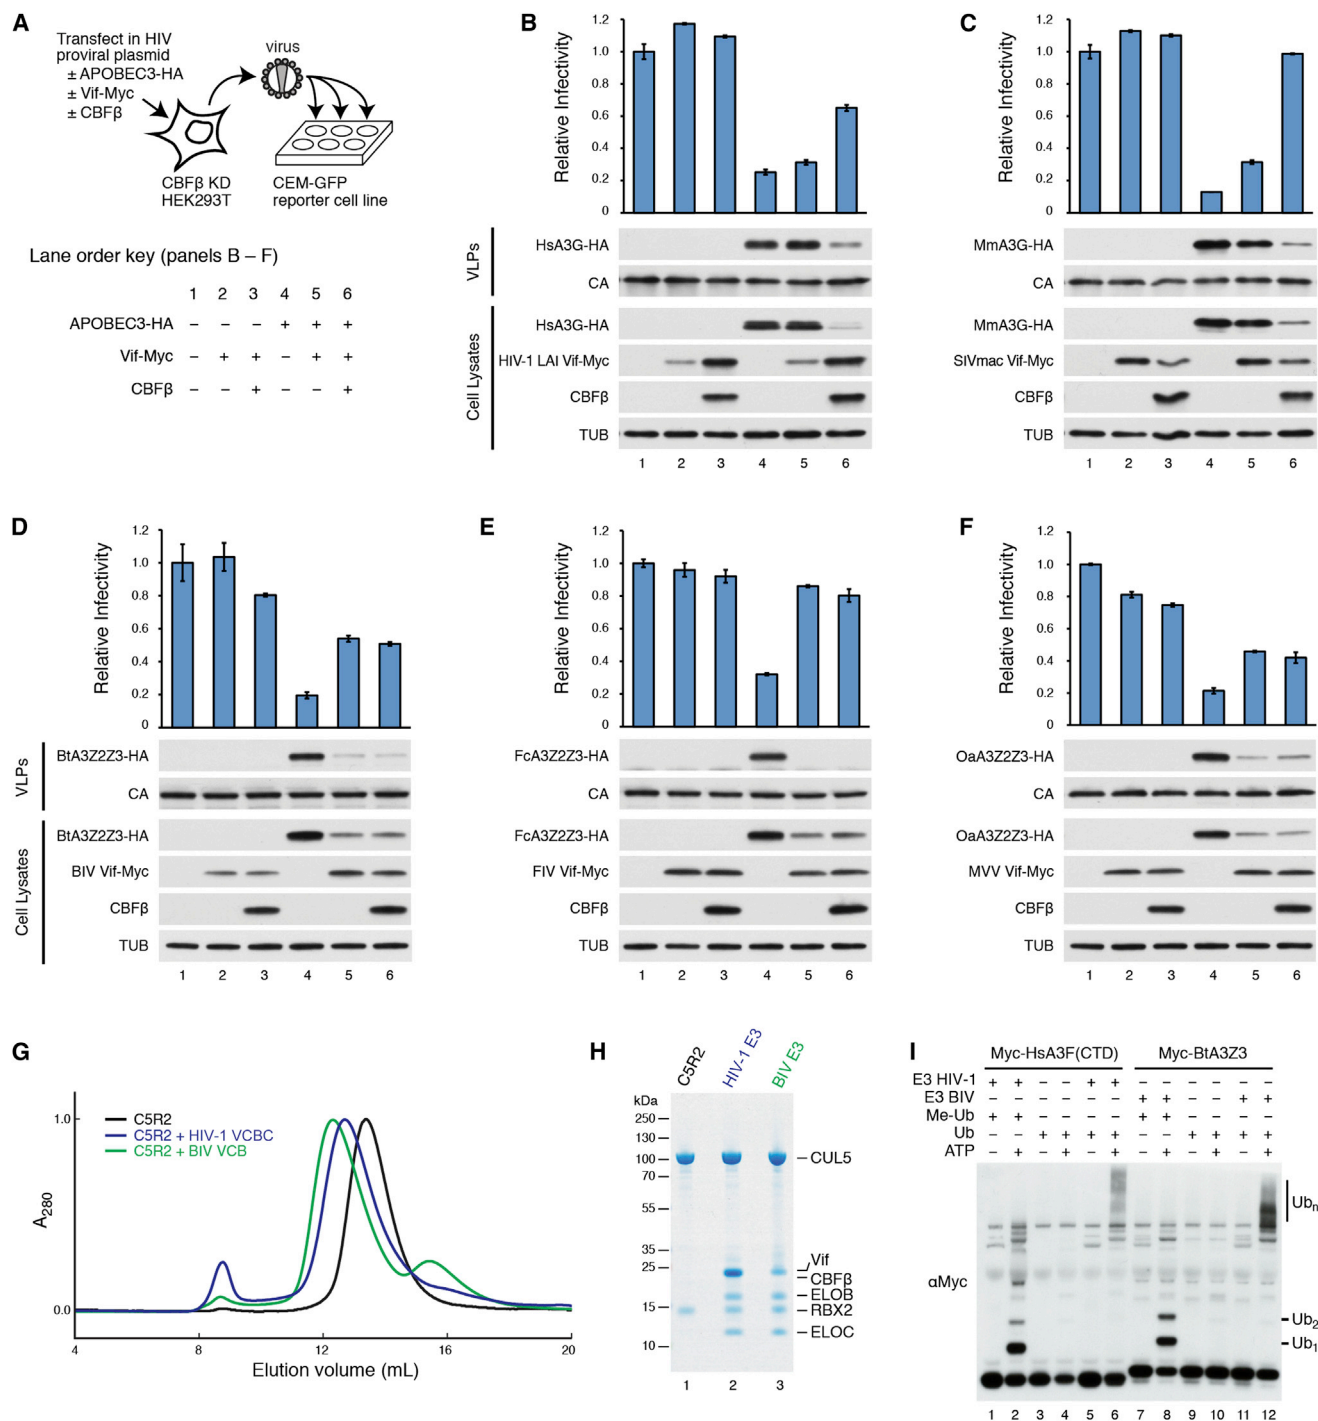 A
Transfect in HIV
proviral plasmid
± APOBEC3-HA
± Vif-Myc
± CBFβ
virus
CBFβ KD
HEK293T
CEM-GFP
reporter cell line
Lane order key (panels B – F)
1 2 3 4 5 6
APOBEC3-HA – – – + + +
Vif-Myc – + + – + +
CBFβ – – + – – +
B
Relative Infectivity
1.2
1.0
0.8
0.6
0.4
0.2
0
VLPs
HsA3G-HA
CA
Cell Lysates
HsA3G-HA
HIV-1 LAI Vif-Myc
CBFβ
TUB
1 2 3 4 5 6
C
Relative Infectivity
1.2
1.0
0.8
0.6
0.4
0.2
0
MmA3G-HA
CA
MmA3G-HA
SIVmac Vif-Myc
CBFβ
TUB
1 2 3 4 5 6
D
Relative Infectivity
1.2
1.0
0.8
0.6
0.4
0.2
0
VLPs
BtA3Z2Z3-HA
CA
Cell Lysates
BtA3Z2Z3-HA
BIV Vif-Myc
CBFβ
TUB
1 2 3 4 5 6
E
Relative Infectivity
1.2
1.0
0.8
0.6
0.4
0.2
0
FcA3Z2Z3-HA
CA
FcA3Z2Z3-HA
FIV Vif-Myc
CBFβ
TUB
1 2 3 4 5 6
F
Relative Infectivity
1.2
1.0
0.8
0.6
0.4
0.2
0
OaA3Z2Z3-HA
CA
OaA3Z2Z3-HA
MVV Vif-Myc
CBFβ
TUB
1 2 3 4 5 6
G
C5R2
C5R2 + HIV-1 VCBC
C5R2 + BIV VCB
A280
1.0
0.0
4 8 12 16 20
Elution volume (mL)
H
C5R2
HIV-1 E3
BIV E3
kDa
250
130
100
70
55
35
25
15
10
CUL5
Vif
CBFβ
ELOB
RBX2
ELOC
1 2 3
I
Myc-HsA3F(CTD) Myc-BtA3Z3
E3 HIV-1 + + – – + + – – – – – –
E3 BIV – – – – – – + + – – + +
Me-Ub + + – – – – + + – – – –
Ub – – + + + + – – + + + +
ATP – + – + – + – + – + – +
αMyc
Ubn
Ub2
Ub1
1 2 3 4 5 6 7 8 9 10 11 12